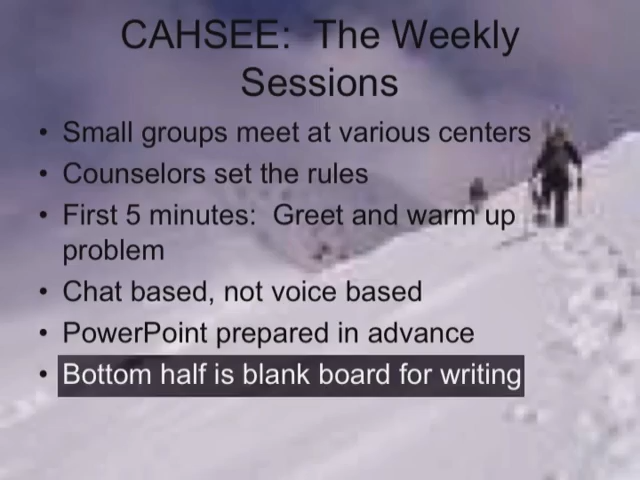 CAHSEE:  The Weekly
Sessions
• Small groups meet at various centers
• Counselors set the rules
• First 5 minutes:  Greet and warm up
problem
• Chat based, not voice based
• PowerPoint prepared in advance
• Bottom half is blank board for writing